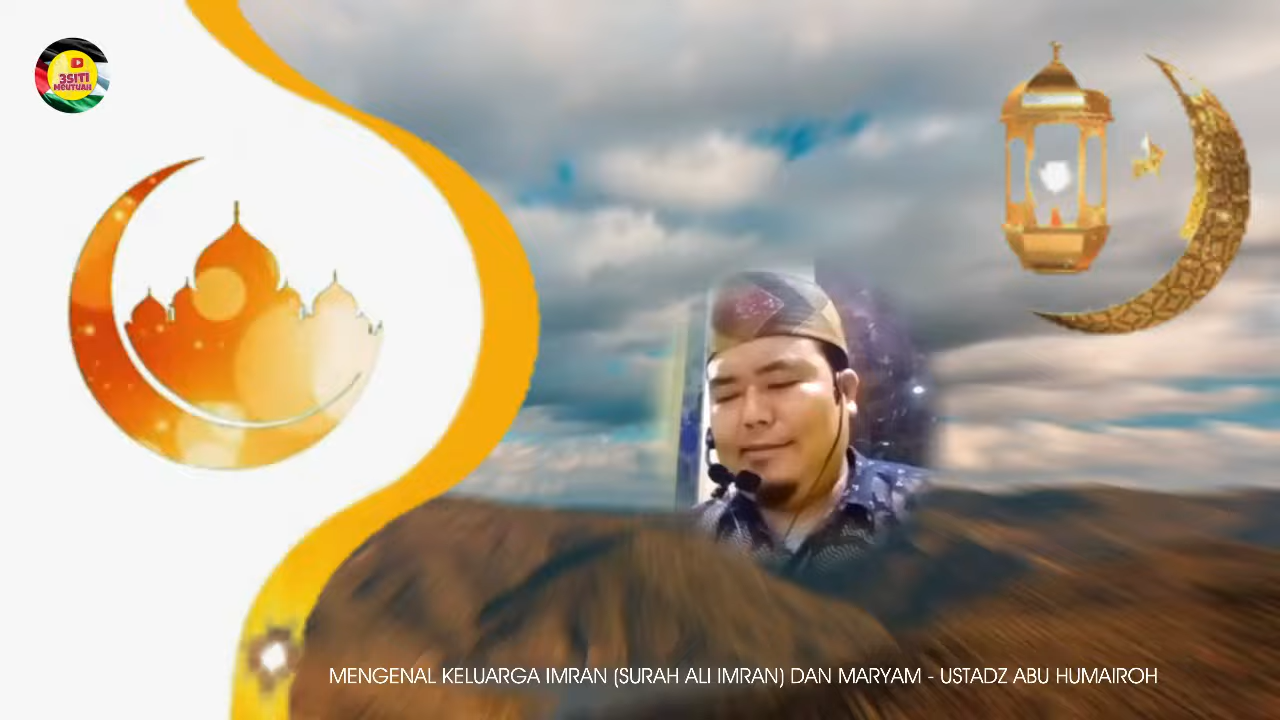 3SITI
MEUTUAH
MENGENAL KELUARGA IMRAN (SURAH ALI IMRAN) DAN MARYAM - USTADZ ABU HUMAIROH